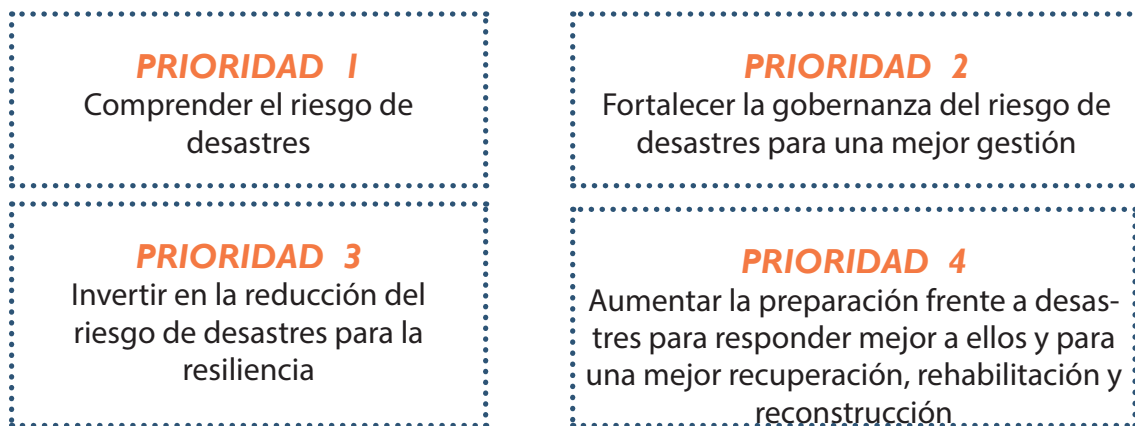 PRIORIDAD 1
Comprender el riesgo de
desastres
PRIORIDAD 2
Fortalecer la gobernanza del riesgo de
desastres para una mejor gestión
PRIORIDAD 3
Invertir en la reducción del
riesgo de desastres para la
resiliencia
PRIORIDAD 4
Aumentar la preparación frente a desas-
tres para responder mejor a ellos y para
una mejor recuperación, rehabilitación y
reconstrucción